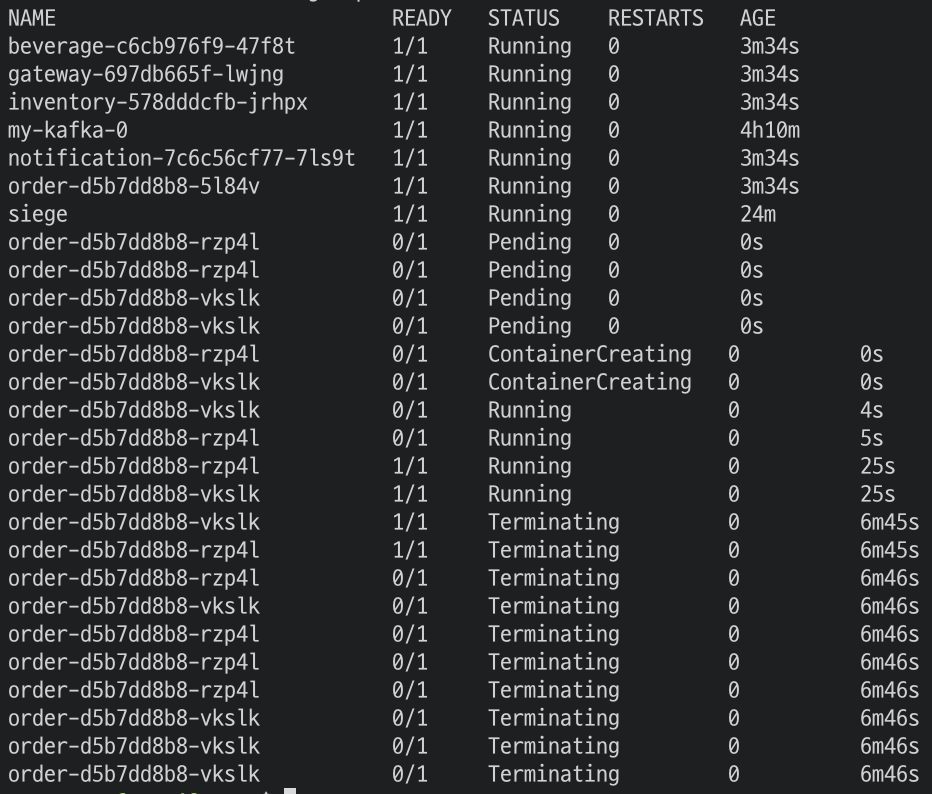 NAME READY STATUS RESTARTS AGE
beverage-c6cb976f9-47f8t 1/1 Running 0 3m34s
gateway-697db665f-lwjng 1/1 Running 0 3m34s
inventory-578dddcfb-jrhpx 1/1 Running 0 3m34s
my-kafka-0 1/1 Running 0 4h10m
notification-7c6c56cf77-7ls9t 1/1 Running 0 3m34s
order-d5b7dd8b8-5l84v 1/1 Running 0 3m34s
siege 1/1 Running 0 24m
order-d5b7dd8b8-rzp4l 0/1 Pending 0 0s
order-d5b7dd8b8-rzp4l 0/1 Pending 0 0s
order-d5b7dd8b8-vkslk 0/1 Pending 0 0s
order-d5b7dd8b8-vkslk 0/1 Pending 0 0s
order-d5b7dd8b8-rzp4l 0/1 ContainerCreating 0 0s
order-d5b7dd8b8-vkslk 0/1 ContainerCreating 0 0s
order-d5b7dd8b8-vkslk 0/1 Running 0 4s
order-d5b7dd8b8-rzp4l 0/1 Running 0 5s
order-d5b7dd8b8-rzp4l 1/1 Running 0 25s
order-d5b7dd8b8-vkslk 1/1 Running 0 25s
order-d5b7dd8b8-vkslk 1/1 Terminating 0 6m45s
order-d5b7dd8b8-rzp4l 1/1 Terminating 0 6m45s
order-d5b7dd8b8-rzp4l 0/1 Terminating 0 6m46s
order-d5b7dd8b8-vkslk 0/1 Terminating 0 6m46s
order-d5b7dd8b8-rzp4l 0/1 Terminating 0 6m46s
order-d5b7dd8b8-rzp4l 0/1 Terminating 0 6m46s
order-d5b7dd8b8-rzp4l 0/1 Terminating 0 6m46s
order-d5b7dd8b8-vkslk 0/1 Terminating 0 6m46s
order-d5b7dd8b8-vkslk 0/1 Terminating 0 6m46s
order-d5b7dd8b8-vkslk 0/1 Terminating 0 6m46s